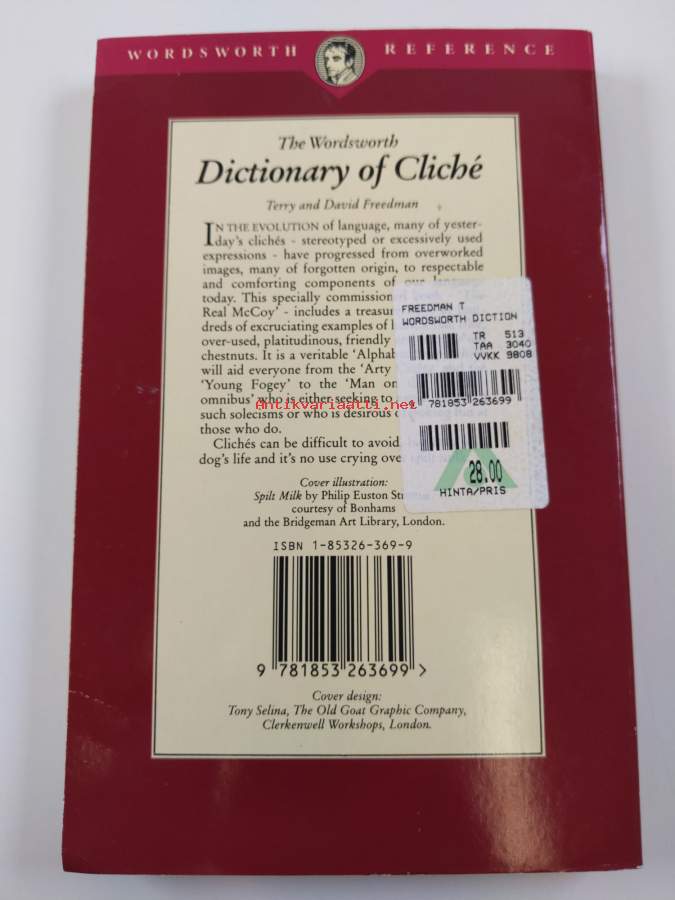 WORDSWORTH REFERENCE
The Wordsworth
Dictionary of Cliché
Terry and David Freedman
IN THE EVOLUTION of language, many of yester-
day's clichés - stereotyped or excessively used
expressions - have progressed from overworked
images, many of forgotten origin, to respectable
and comforting components of our language
today. This specially commission
Real McCoy' - includes a treasu
dreds of excruciating examples of
over-used, platitudinous, friendly
chestnuts. It is a veritable 'Alphab
will aid everyone from the 'Arty
'Young Fogey' to the 'Man on
omnibus' who is either seeking to
such solecisms or who is desirous
those who do.
Clichés can be difficult to avoid.
dog's life and it's no use crying over
Cover illustration:
Spilt Milk by Philip Euston
courtesy of Bonhams
and the Bridgeman Art Library, London.
FREEDMAN T
WORDSWORTH DICTION
TR 513
TAA 3040
VVKK 9808
9 781853 263699
28.00
HINTA/PRIS
Antikvariaatti.net
ISBN 1-85326-369-9
9 781853 263699 >
Cover design:
Tony Selina, The Old Goat Graphic Company,
Clerkenwell Workshops, London.